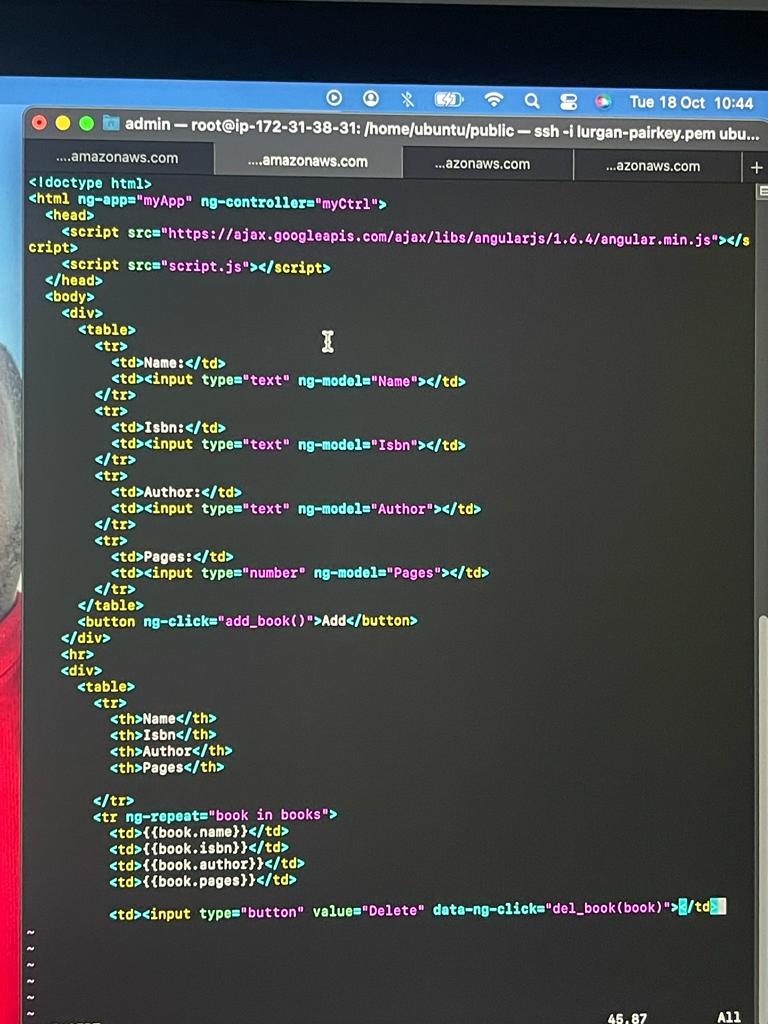 Tue 18 Oct 10:44
admin — root@ip-172-31-38-31: /home/ubuntu/public — ssh -i lurgan-pairkey.pem ubu...
....amazonaws.com ....amazonaws.com ...azonaws.com ...azonaws.com +
<!doctype html>
<html ng-app="myApp" ng-controller="myCtrl">
<head>
<script src="https://ajax.googleapis.com/ajax/libs/angularjs/1.6.4/angular.min.js"></s
cript>
<script src="script.js"></script>
</head>
<body>
<div>
<table>
<tr>
<td>Name:</td>
<td><input type="text" ng-model="Name"></td>
</tr>
<tr>
<td>Isbn:</td>
<td><input type="text" ng-model="Isbn"></td>
</tr>
<tr>
<td>Author:</td>
<td><input type="text" ng-model="Author"></td>
</tr>
<tr>
<td>Pages:</td>
<td><input type="number" ng-model="Pages"></td>
</tr>
</table>
<button ng-click="add_book()">Add</button>
</div>
<hr>
<div>
<table>
<tr>
<th>Name</th>
<th>Isbn</th>
<th>Author</th>
<th>Pages</th>
</tr>
<tr ng-repeat="book in books">
<td>{{book.name}}</td>
<td>{{book.isbn}}</td>
<td>{{book.author}}</td>
<td>{{book.pages}}</td>
<td><input type="button" value="Delete" data-ng-click="del_book(book)"></td>
~
~
~
~
~
~
45,87 All